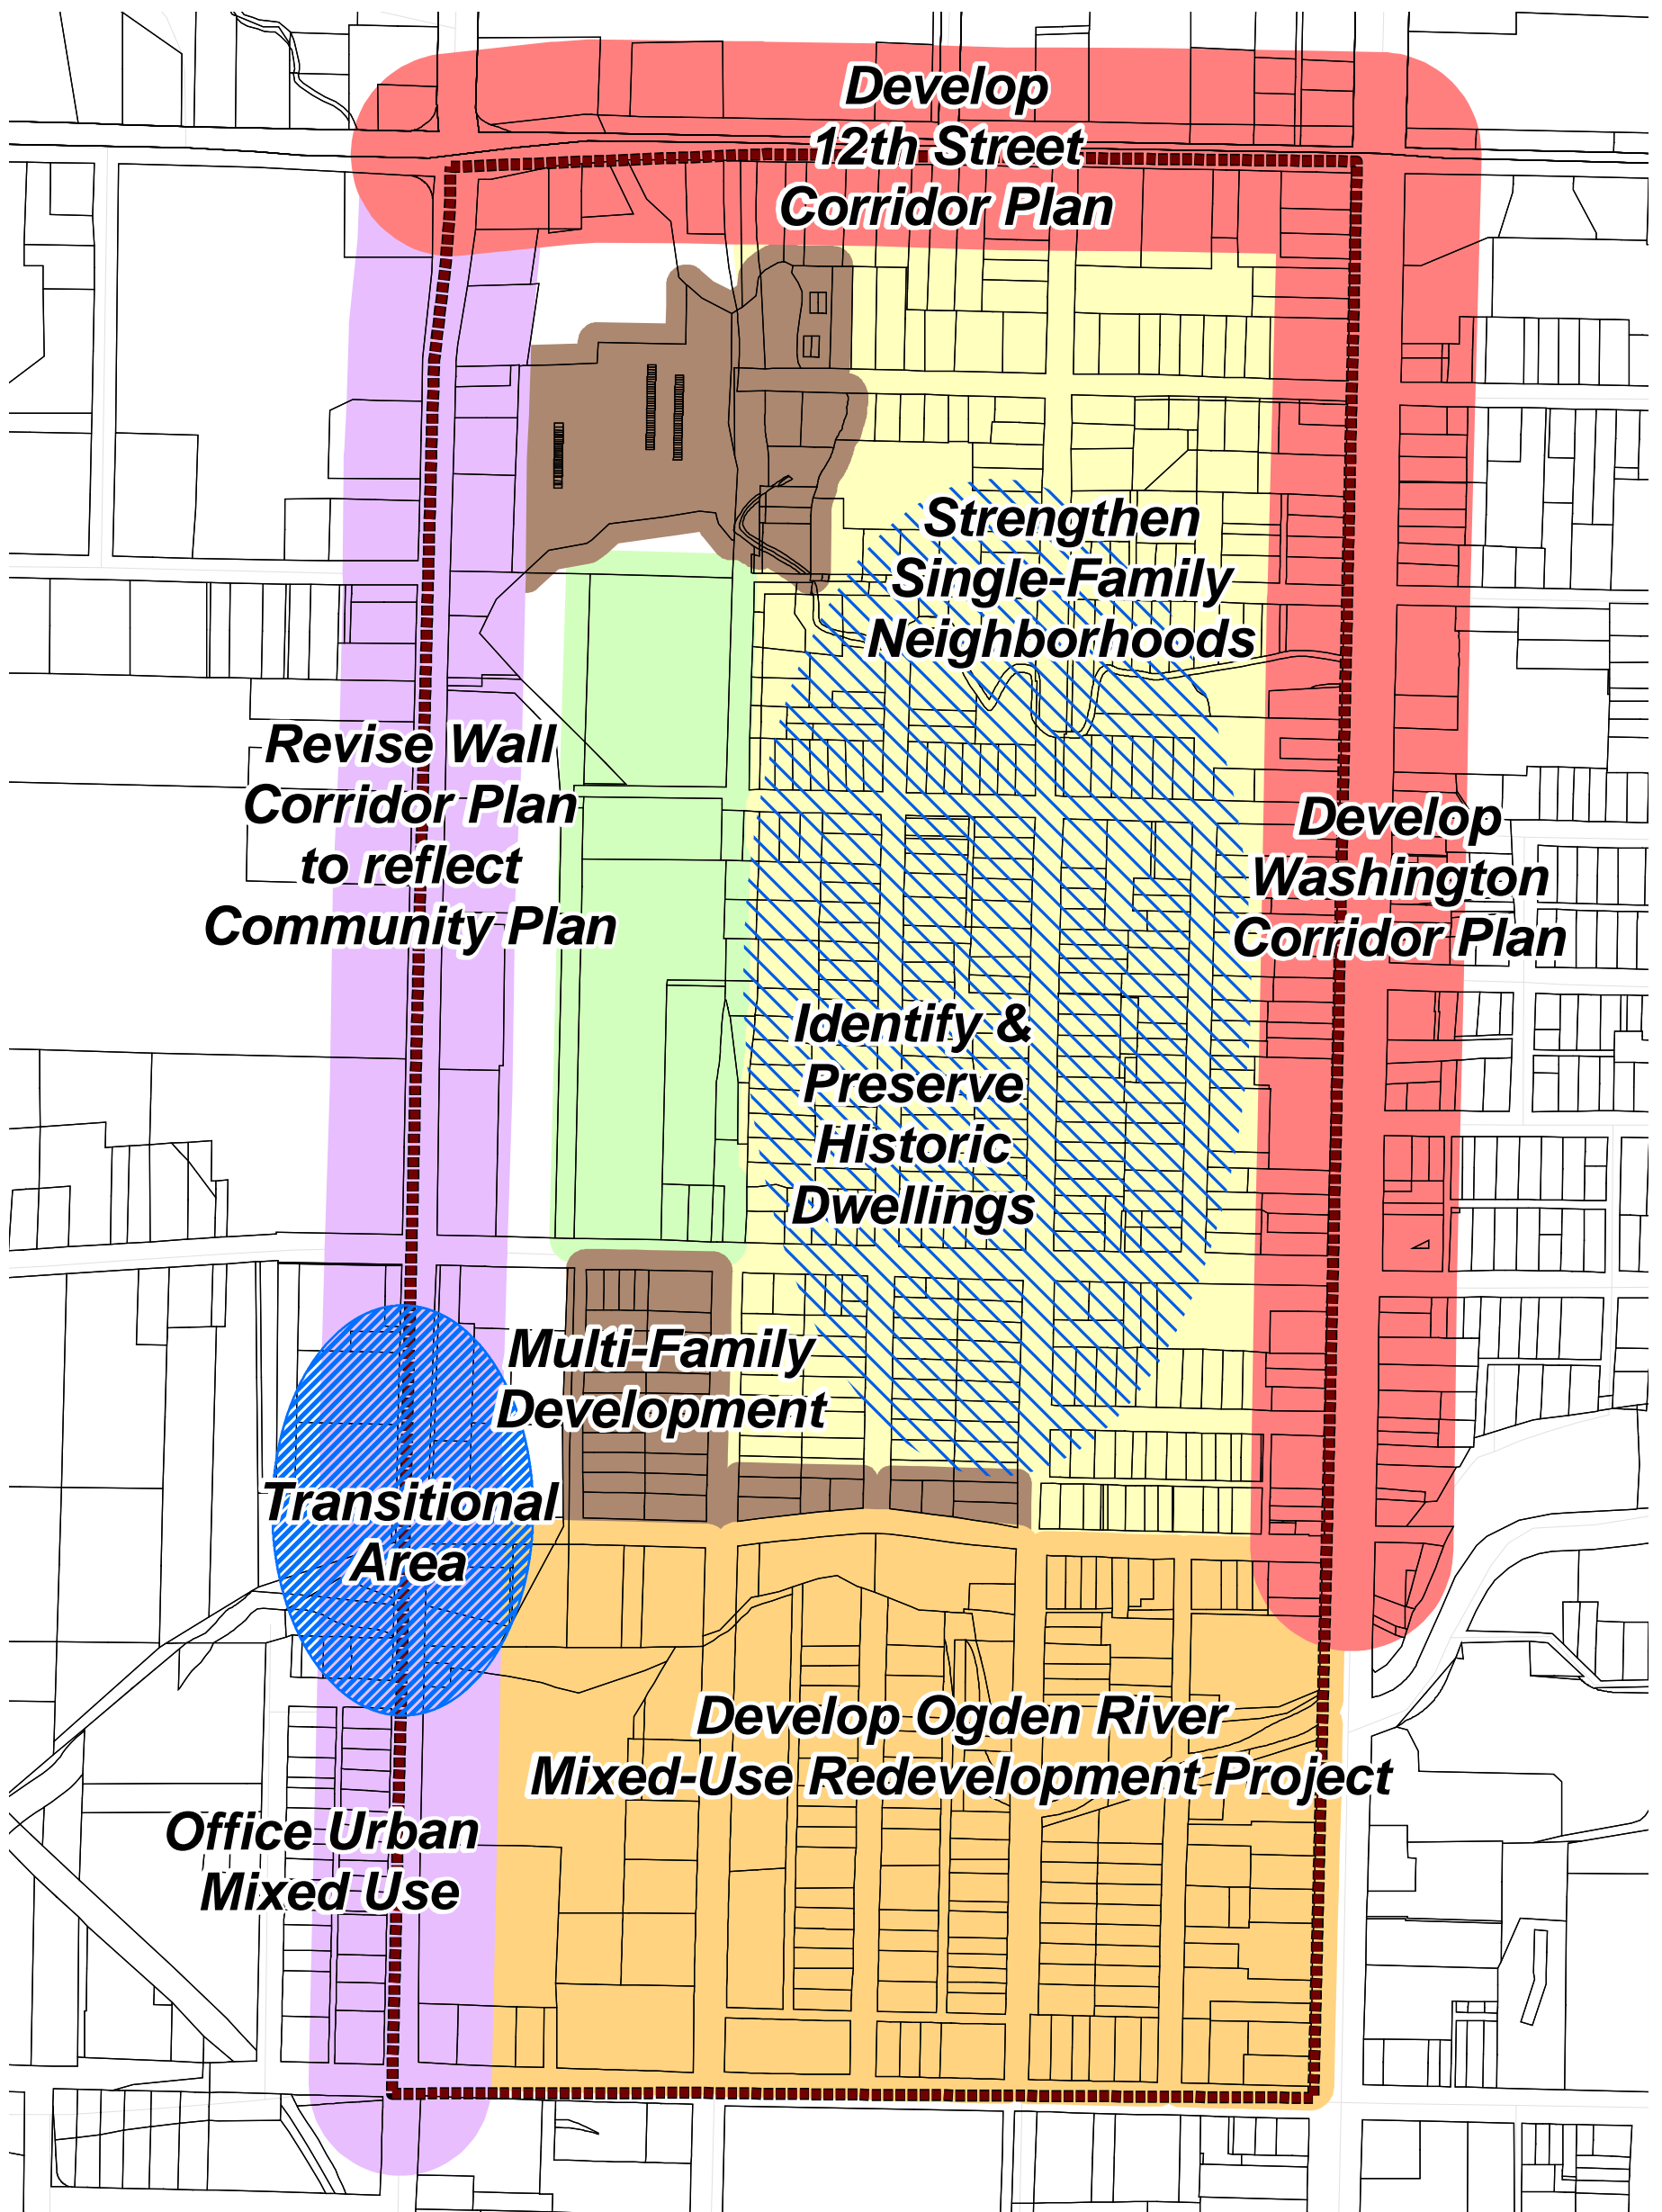 Develop
12th Street
Corridor Plan
Strengthen
Single-Family
Neighborhoods
Revise Wall
Corridor Plan
to reflect
Community Plan
Develop
Washington
Corridor Plan
Identify &
Preserve
Historic
Dwellings
Multi-Family
Development
Transitional
Area
Develop Ogden River
Mixed-Use Redevelopment Project
Office Urban
Mixed Use